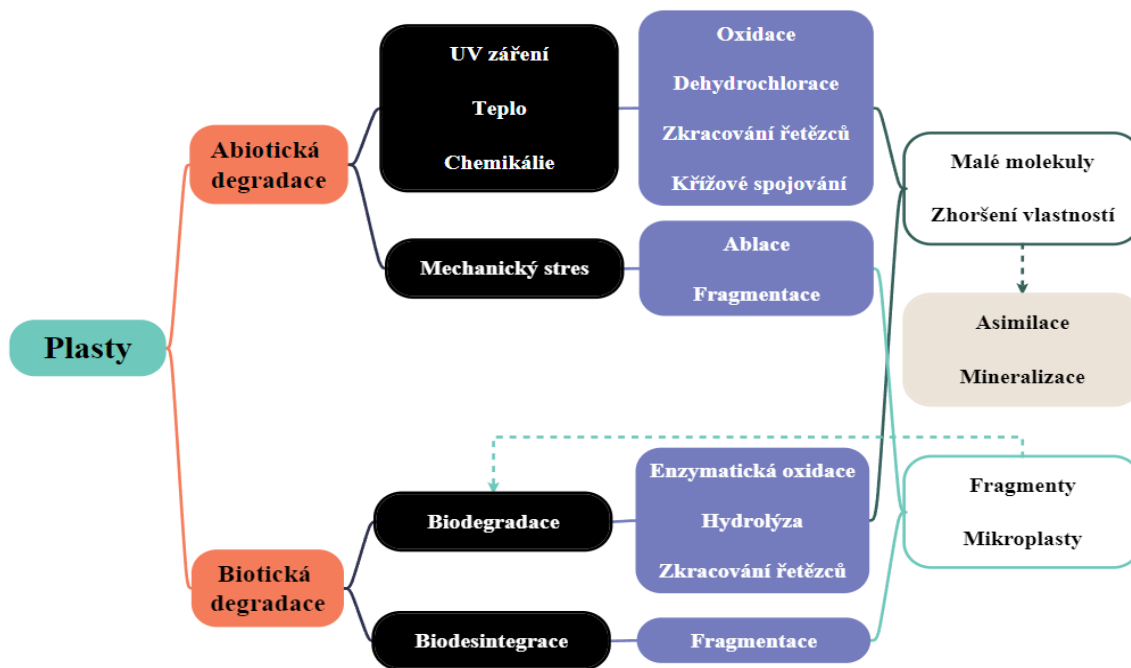 Plasty
Abiotická
degradace
UV záření
Teplo
Chemikálie
Oxidace
Dehydrochlorace
Zkracování řetězců
Křížové spojování
Mechanický stres
Ablace
Fragmentace
Malé molekuly
Zhoršení vlastností
Asimilace
Mineralizace
Biotická
degradace
Biodegradace
Enzymatická oxidace
Hydrolýza
Zkracování řetězců
Biodesintegrace
Fragmentace
Fragmenty
Mikroplasty